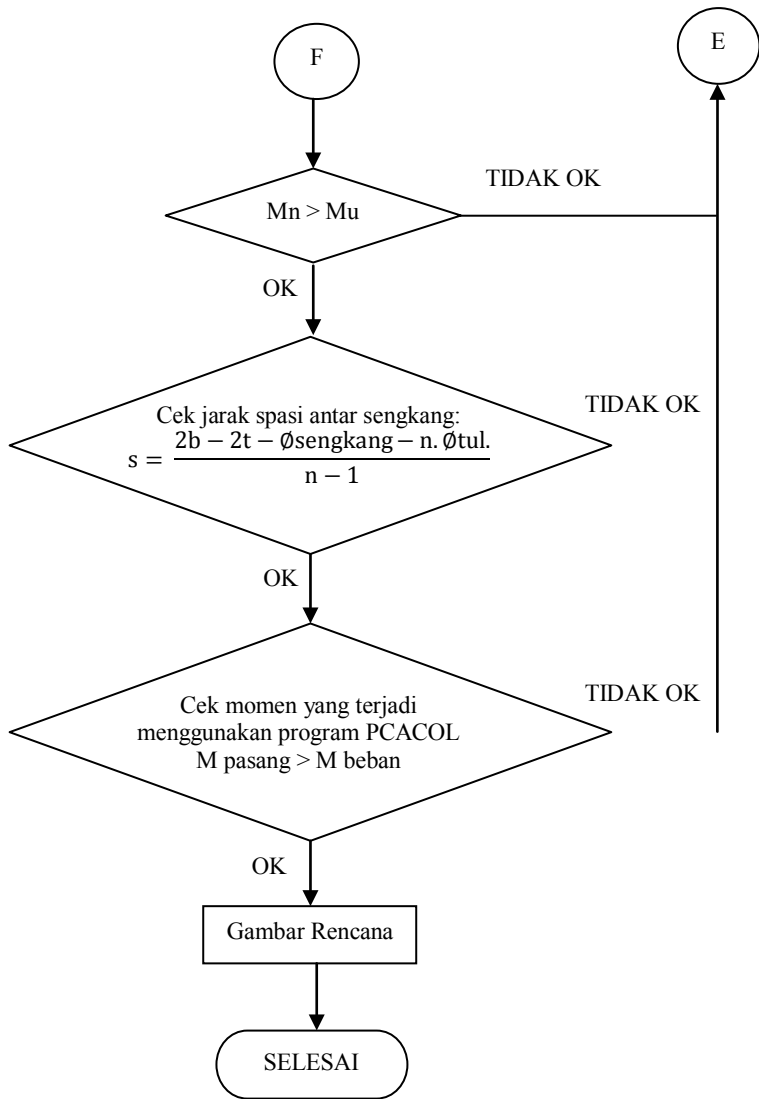 F
E
TIDAK OK
Mn > Mu
OK
Cek jarak spasi antar sengkang:
TIDAK OK
s = (2b − 2t − Øsengkang − n. Øtul.) / (n − 1)
OK
Cek momen yang terjadi
menggunakan program PCACOL
M pasang > M beban
TIDAK OK
OK
Gambar Rencana
SELESAI